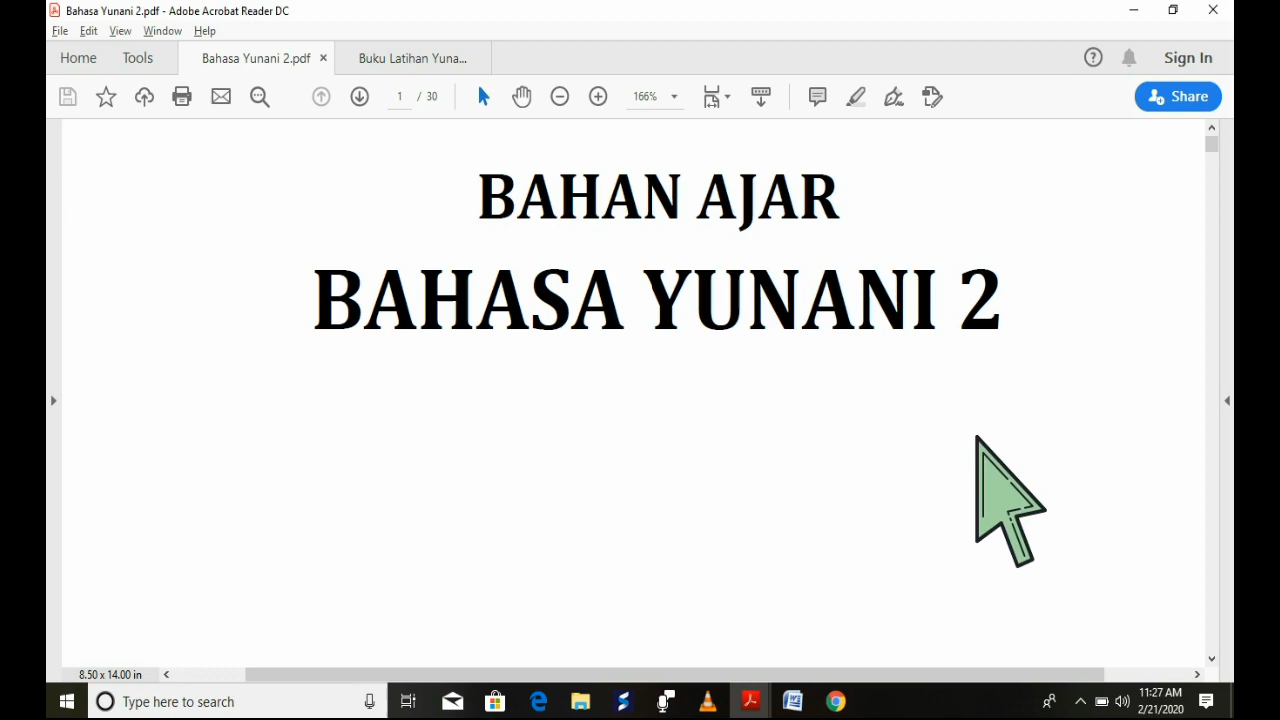 Bahasa Yunani 2.pdf - Adobe Acrobat Reader DC
File Edit View Window Help
Home Tools Bahasa Yunani 2.pdf × Buku Latihan Yuna... Sign In
1 / 30 166% Share
BAHAN AJAR
BAHASA YUNANI 2
8.50 x 14.00 in
Type here to search
11:27 AM
2/21/2020